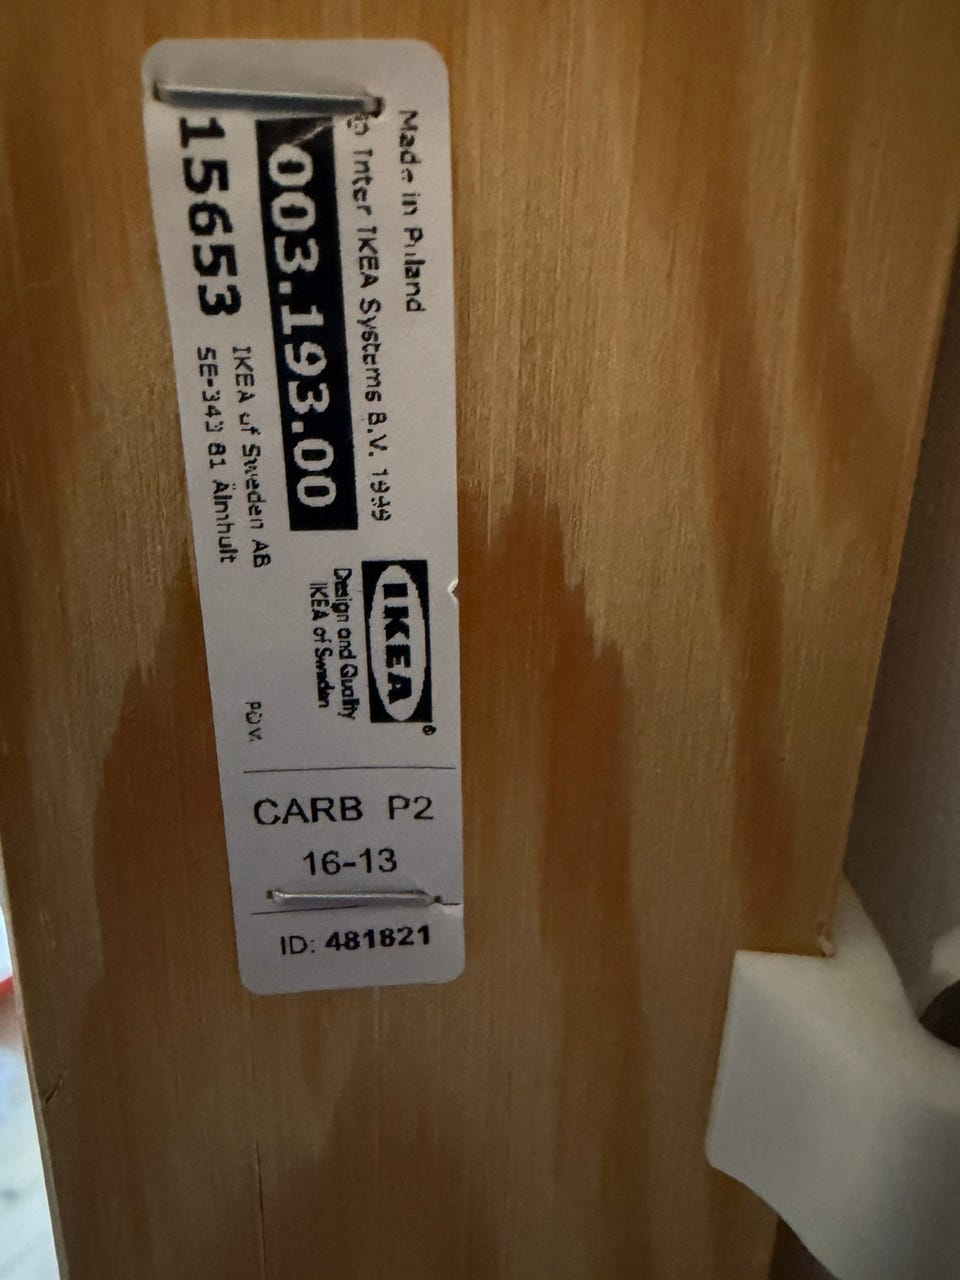 Made in Poland
Inter IKEA Systems B.V. 1999
003.193.00
15653
IKEA of Sweden AB
SE-343 81 Älmhult
IKEA®
Design and Quality
IKEA of Sweden
CARB P2
16-13
ID: 481821